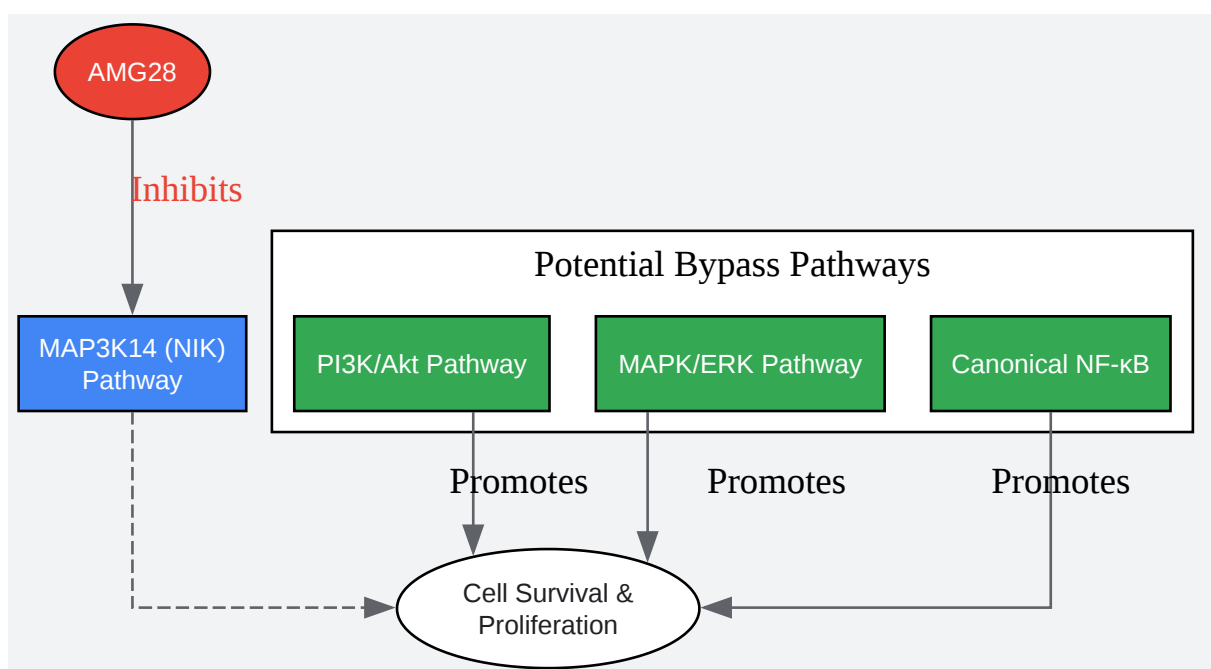 AMG28
Inhibits
Potential Bypass Pathways
MAP3K14 (NIK)
Pathway
PI3K/Akt Pathway
MAPK/ERK Pathway
Canonical NF-κB
Promotes
Promotes
Promotes
Cell Survival &
Proliferation